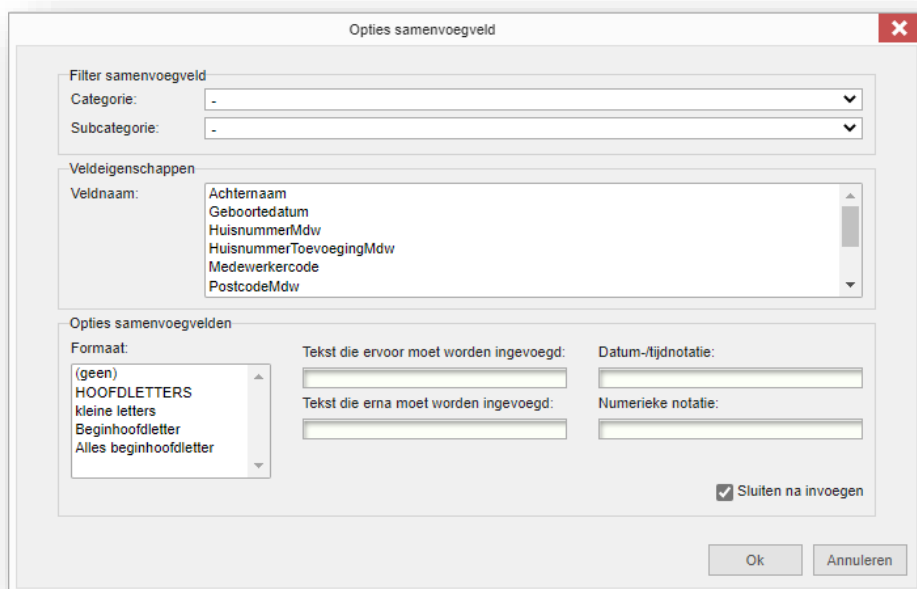 Opties samenvoegveld
Filter samenvoegveld
Categorie: -
Subcategorie: -
Veldeigenschappen
Veldnaam:
Achternaam
Geboortedatum
HuisnummerMdw
HuisnummerToevoegingMdw
Medewerkercode
PostcodeMdw
Opties samenvoegvelden
Formaat:
(geen)
HOOFDLETTERS
kleine letters
Beginhoofdletter
Alles beginhoofdletter
Tekst die ervoor moet worden ingevoegd:
Tekst die erna moet worden ingevoegd:
Datum-/tijdnotatie:
Numerieke notatie:
Sluiten na invoegen
Ok Annuleren